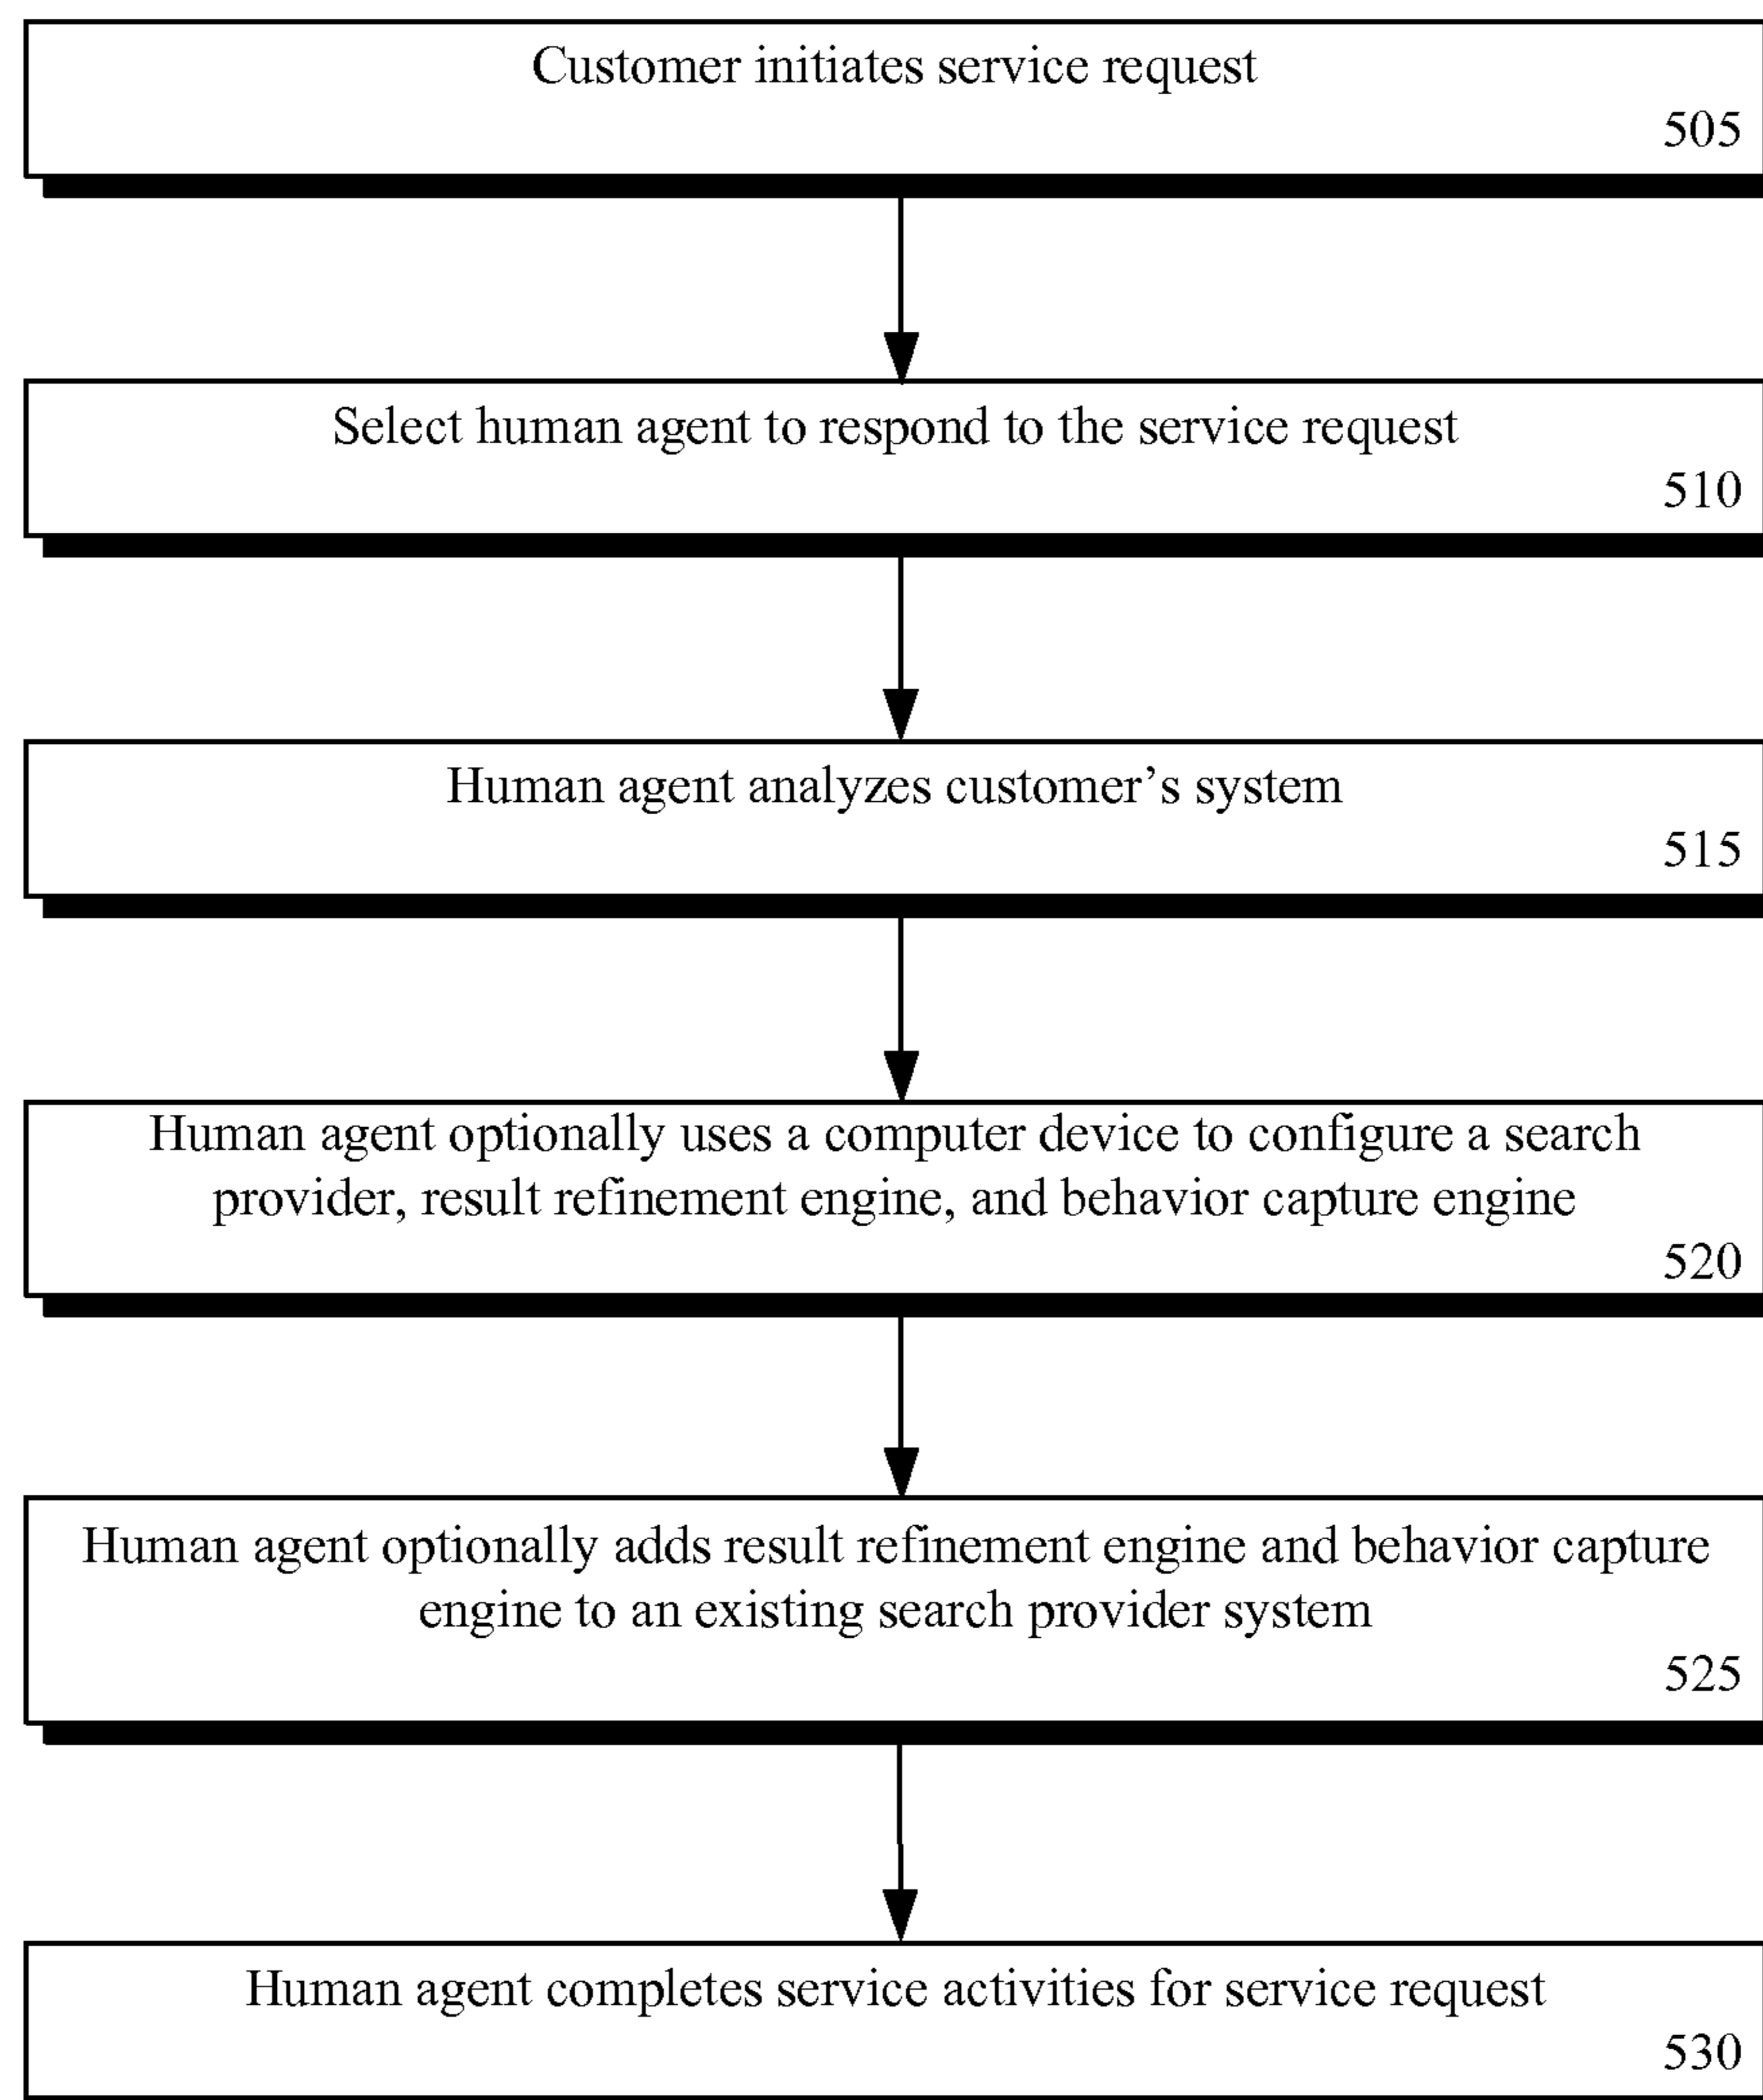 Customer initiates service request
505
Select human agent to respond to the service request
510
Human agent analyzes customer’s system
515
Human agent optionally uses a computer device to configure a search
provider, result refinement engine, and behavior capture engine
520
Human agent optionally adds result refinement engine and behavior capture
engine to an existing search provider system
525
Human agent completes service activities for service request
530